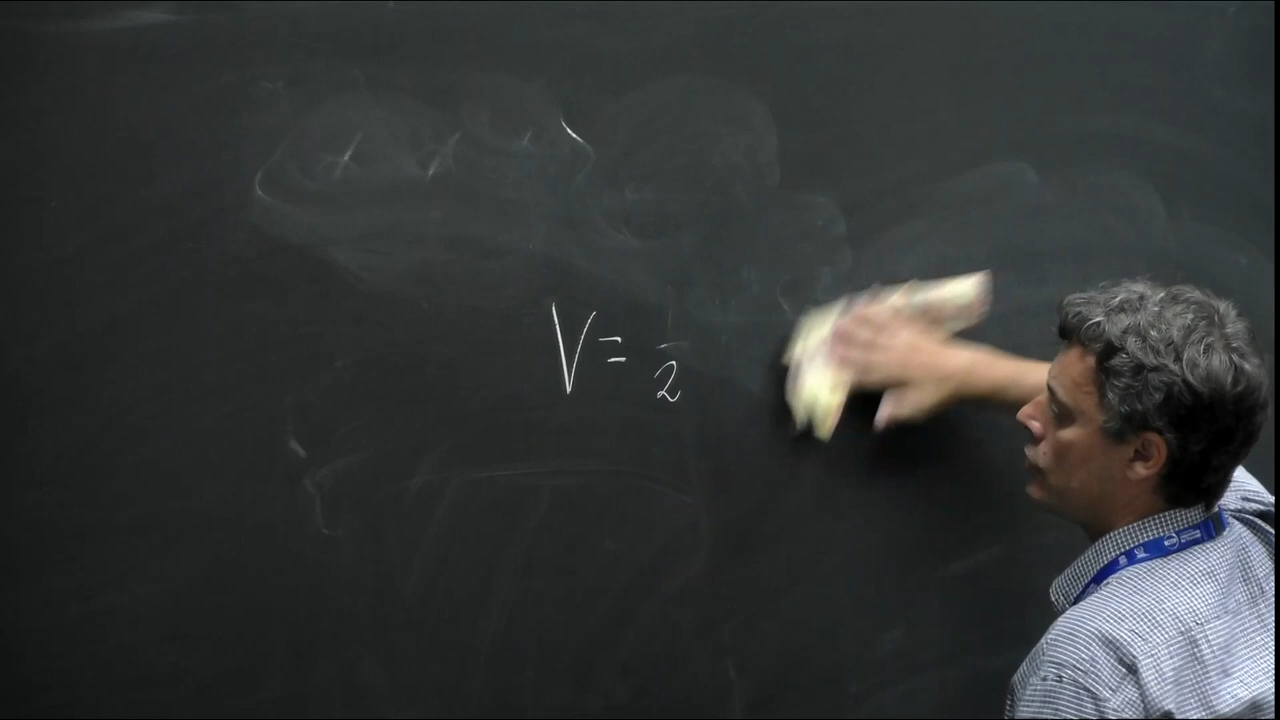 V = 1/2